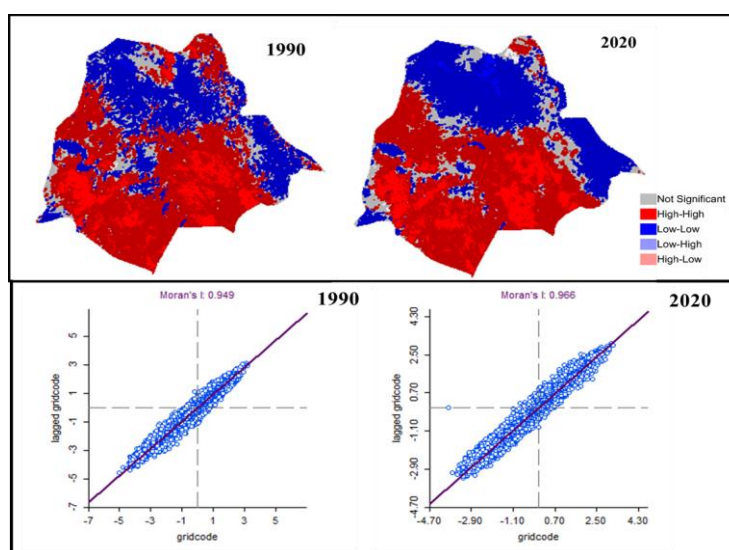 1990
2020
Not Significant
High-High
Low-Low
Low-High
High-Low
Moran's I: 0.949
1990
lagged gridcode
5
3
1
-1
-3
-5
-7
-7
-5
-3
-1
1
3
5
gridcode
Moran's I: 0.966
2020
lagged gridcode
4.30
2.50
0.70
-1.10
-2.90
-4.70
-4.70
-2.90
-1.10
0.70
2.50
4.30
gridcode